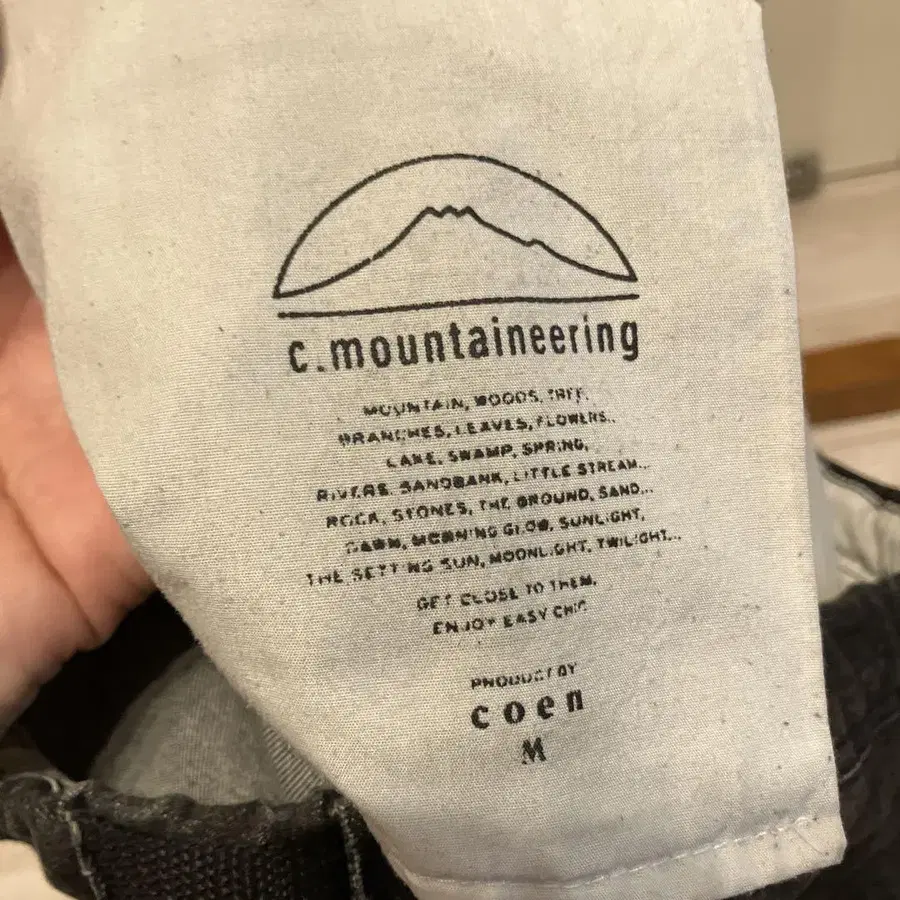 c.mountaineering
MOUNTAIN, WOODS, TREE,
BRANCHES, LEAVES, FLOWERS..
LAKE, SWAMP, SPRING,
RIVERS, SANDBANK, LITTLE STREAM...
ROCK, STONES, THE GROUND, SAND...
DAWN, MORNING GLOW, SUNLIGHT,
THE SETTING SUN, MOONLIGHT, TWILIGHT...
GET CLOSE TO THEM.
ENJOY EASY CHIC
PRODUCT BY
coen
M